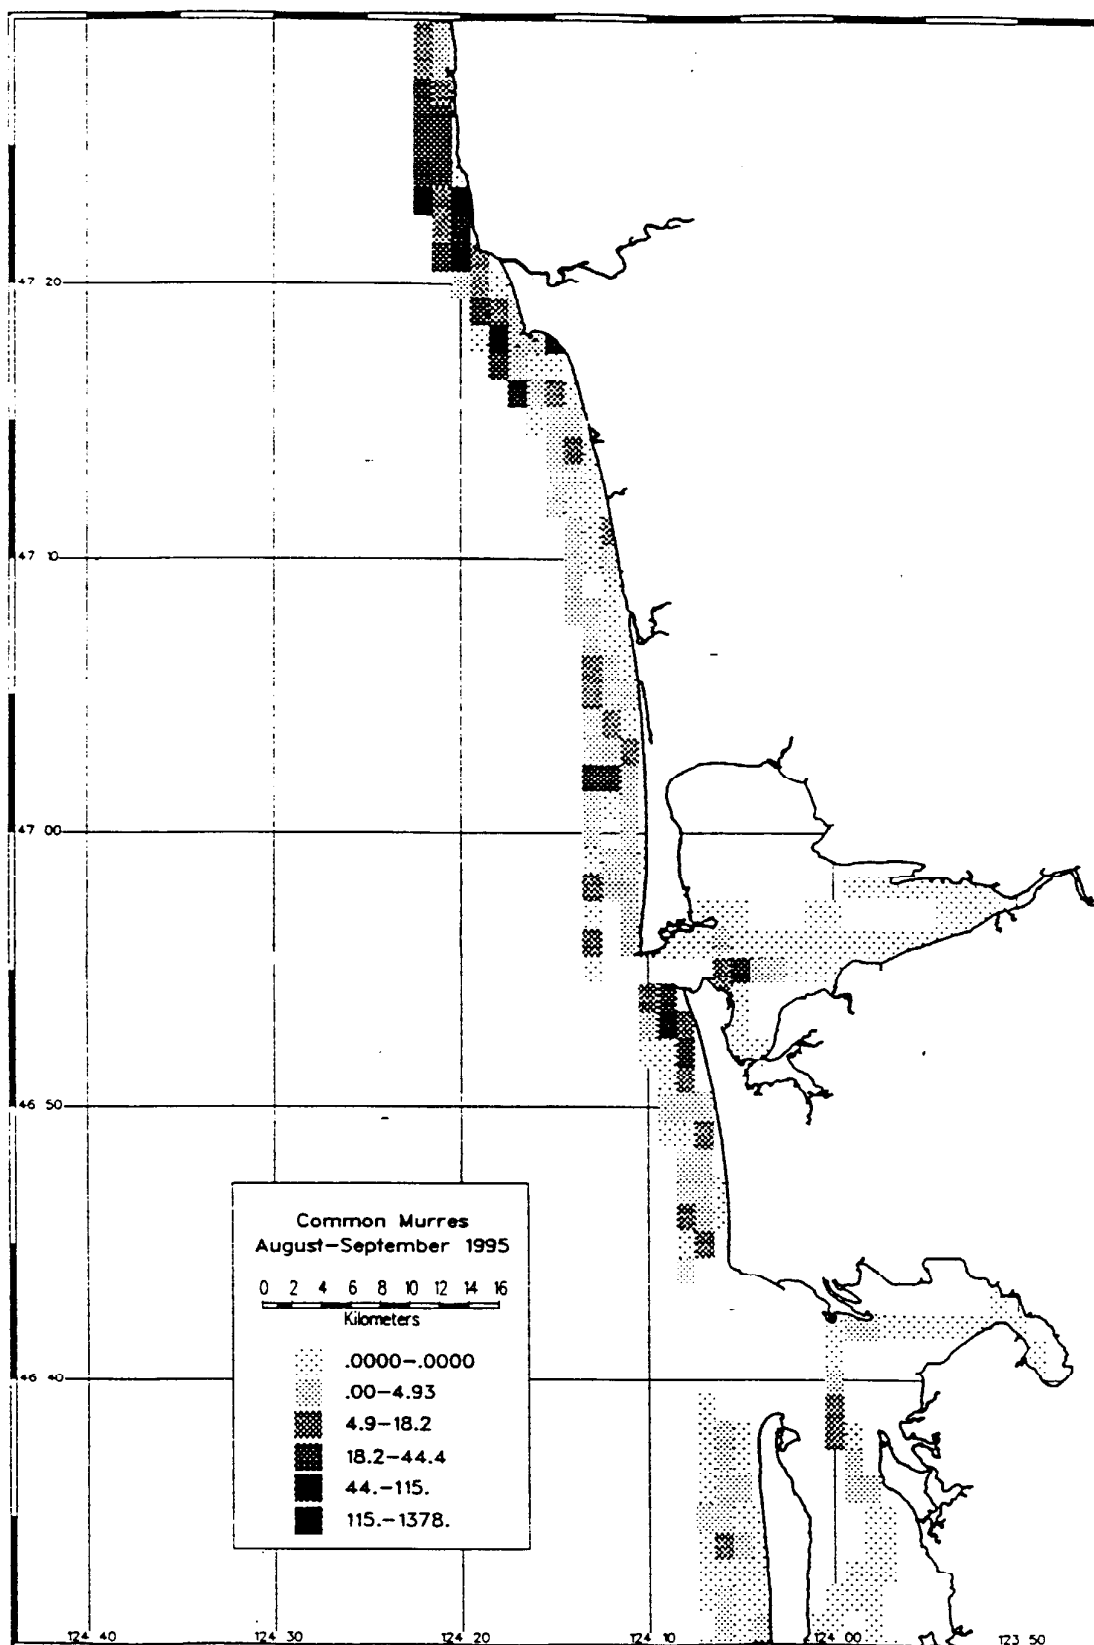 47 20
47 10
47 00
46 50
Common Murres
August-September 1995
0 2 4 6 8 10 12 14 16
Kilometers
.0000-.0000
.00-4.93
4.9-18.2
18.2-44.4
44.-115.
115.-1378.
46 40
124 40 124 30 124 20 124 10 124 00 123 50